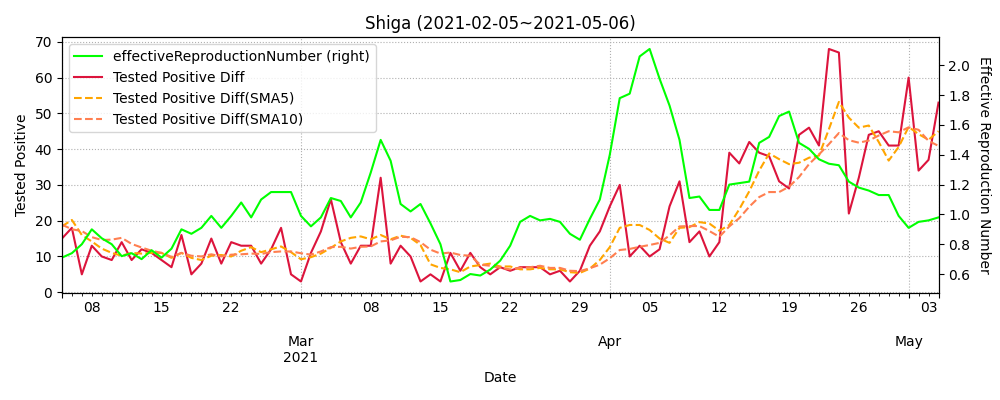 Shiga (2021-02-05~2021-05-06)
effectiveReproductionNumber (right)
Tested Positive Diff
Tested Positive Diff(SMA5)
Tested Positive Diff(SMA10)
Tested Positive
70
60
50
40
30
20
10
0
Effective Reproduction Number
2.0
1.8
1.6
1.4
1.2
1.0
0.8
0.6
08 15 22 08 15 22 29 05 12 19 26 03
Mar Apr May
2021
Date